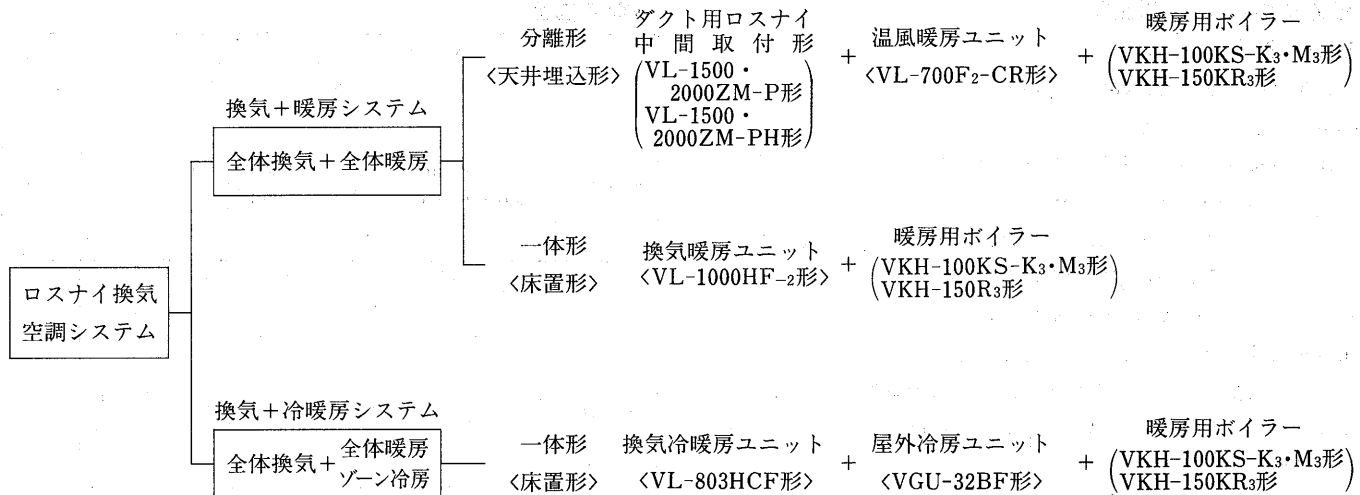 ロスナイ換気
空調システム
換気＋暖房システム
全体換気＋全体暖房
分離形
〈天井埋込形〉
ダクト用ロスナイ
中間取付形
(VL-1500・
2000ZM-P形
VL-1500・
2000ZM-PH形)
＋
温風暖房ユニット
〈VL-700F₂-CR形〉
＋
暖房用ボイラー
(VKH-100KS-K₃・M₃形
VKH-150KR₃形)
一体形
〈床置形〉
換気暖房ユニット
〈VL-1000HF-₂形〉
＋
暖房用ボイラー
(VKH-100KS-K₃・M₃形
VKH-150R₃形)
換気＋冷暖房システム
全体換気＋全体暖房
ゾーン冷房
一体形
〈床置形〉
換気冷暖房ユニット
〈VL-803HCF形〉
＋
屋外冷房ユニット
〈VGU-32BF形〉
＋
暖房用ボイラー
(VKH-100KS-K₃・M₃形
VKH-150KR₃形)